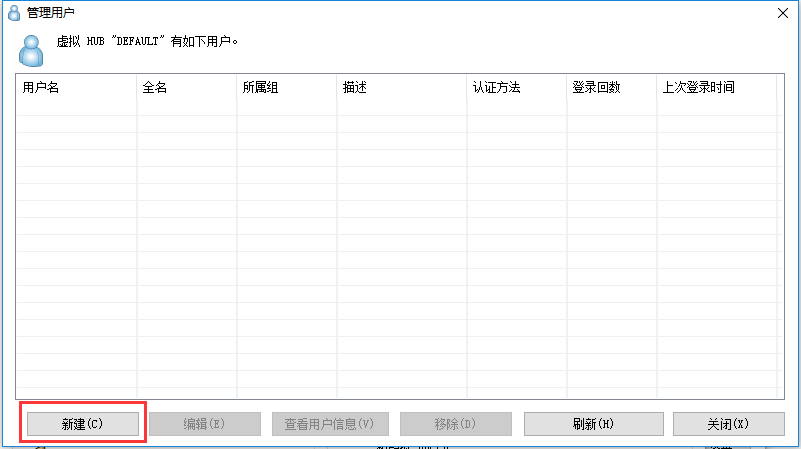 管理用户
虚拟 HUB "DEFAULT" 有如下用户。
用户名 全名 所属组 描述 认证方法 登录回数 上次登录时间
新建(C) 编辑(E) 查看用户信息(V) 移除(D) 刷新(H) 关闭(X)